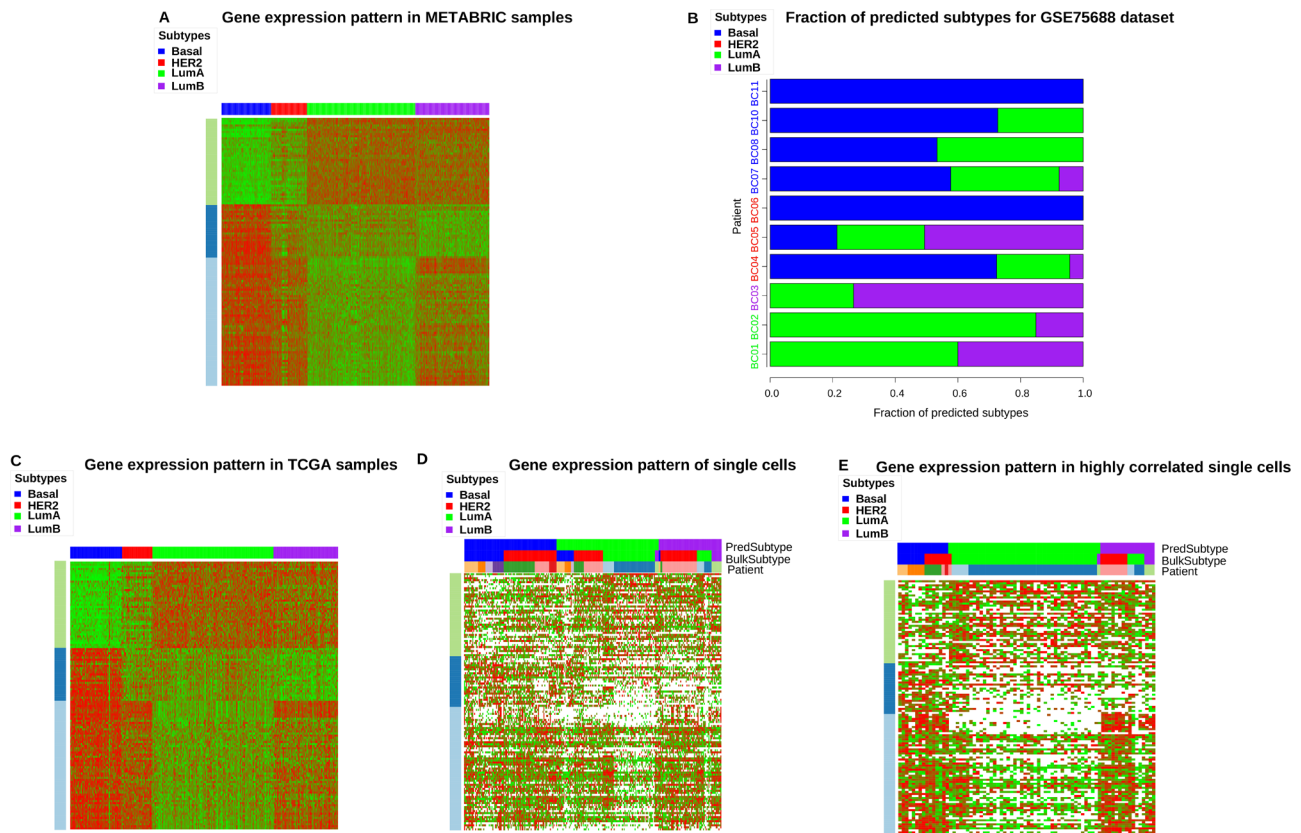 A
Gene expression pattern in METABRIC samples
Subtypes
Basal
HER2
LumA
LumB
B
Fraction of predicted subtypes for GSE75688 dataset
Subtypes
Basal
HER2
LumA
LumB
Patient
BC11
BC10
BC08
BC07
BC06
BC05
BC04
BC03
BC02
BC01
0.0 0.2 0.4 0.6 0.8 1.0
Fraction of predicted subtypes
C
Gene expression pattern in TCGA samples
Subtypes
Basal
HER2
LumA
LumB
D
Gene expression pattern of single cells
Subtypes
Basal
HER2
LumA
LumB
PredSubtype
BulkSubtype
Patient
E
Gene expression pattern in highly correlated single cells
Subtypes
Basal
HER2
LumA
LumB
PredSubtype
BulkSubtype
Patient